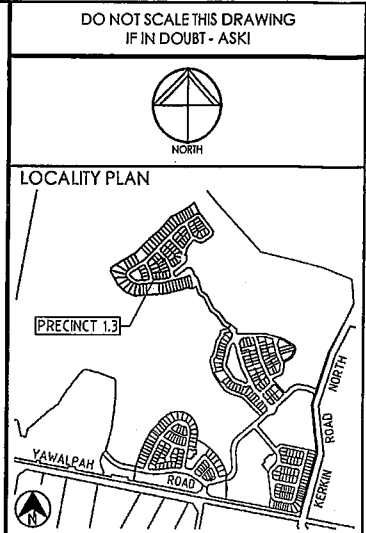 DO NOT SCALE THIS DRAWING
IF IN DOUBT - ASK!
NORTH
LOCALITY PLAN
PRECINCT 1.3
YAWALPAH ROAD
KERKIN ROAD NORTH
N